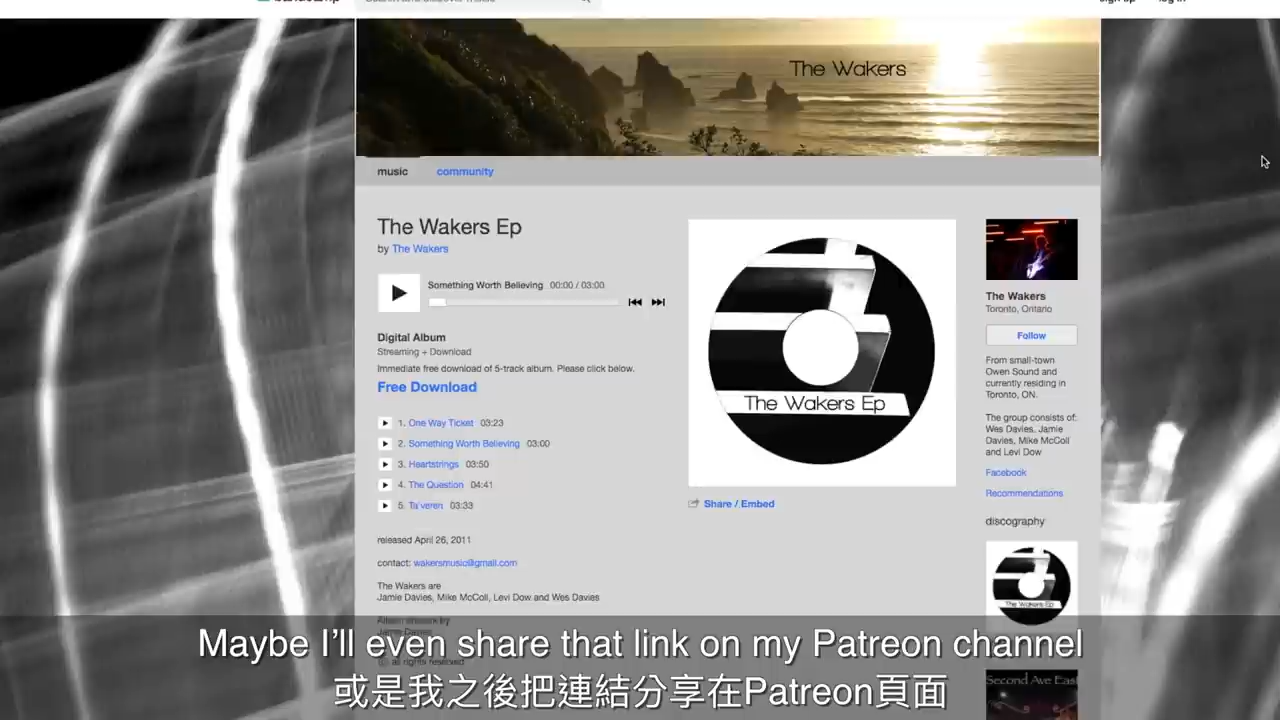 The Wakers
music
community
The Wakers Ep
by The Wakers
Something Worth Believing 00:00 / 03:00
Digital Album
Streaming + Download
Immediate free download of 5-track album. Please click below.
Free Download
1. One Way Ticket 03:23
2. Something Worth Believing 03:00
3. Heartstrings 03:50
4. The Question 04:41
5. Ta'veren 03:33
released April 26, 2011
contact: wakersmusic@gmail.com
The Wakers are
Jamie Davies, Mike McColl, Levi Dow and Wes Davies
all rights reserved
The Wakers Ep
Share / Embed
The Wakers
Toronto, Ontario
Follow
From small-town
Owen Sound and
currently residing in
Toronto, ON.
The group consists of:
Wes Davies, Jamie
Davies, Mike McColl
and Levi Dow
Facebook
Recommendations
discography
The Wakers Ep
Second Ave East
Maybe I'll even share that link on my Patreon channel
或是我之後把連結分享在Patreon頁面